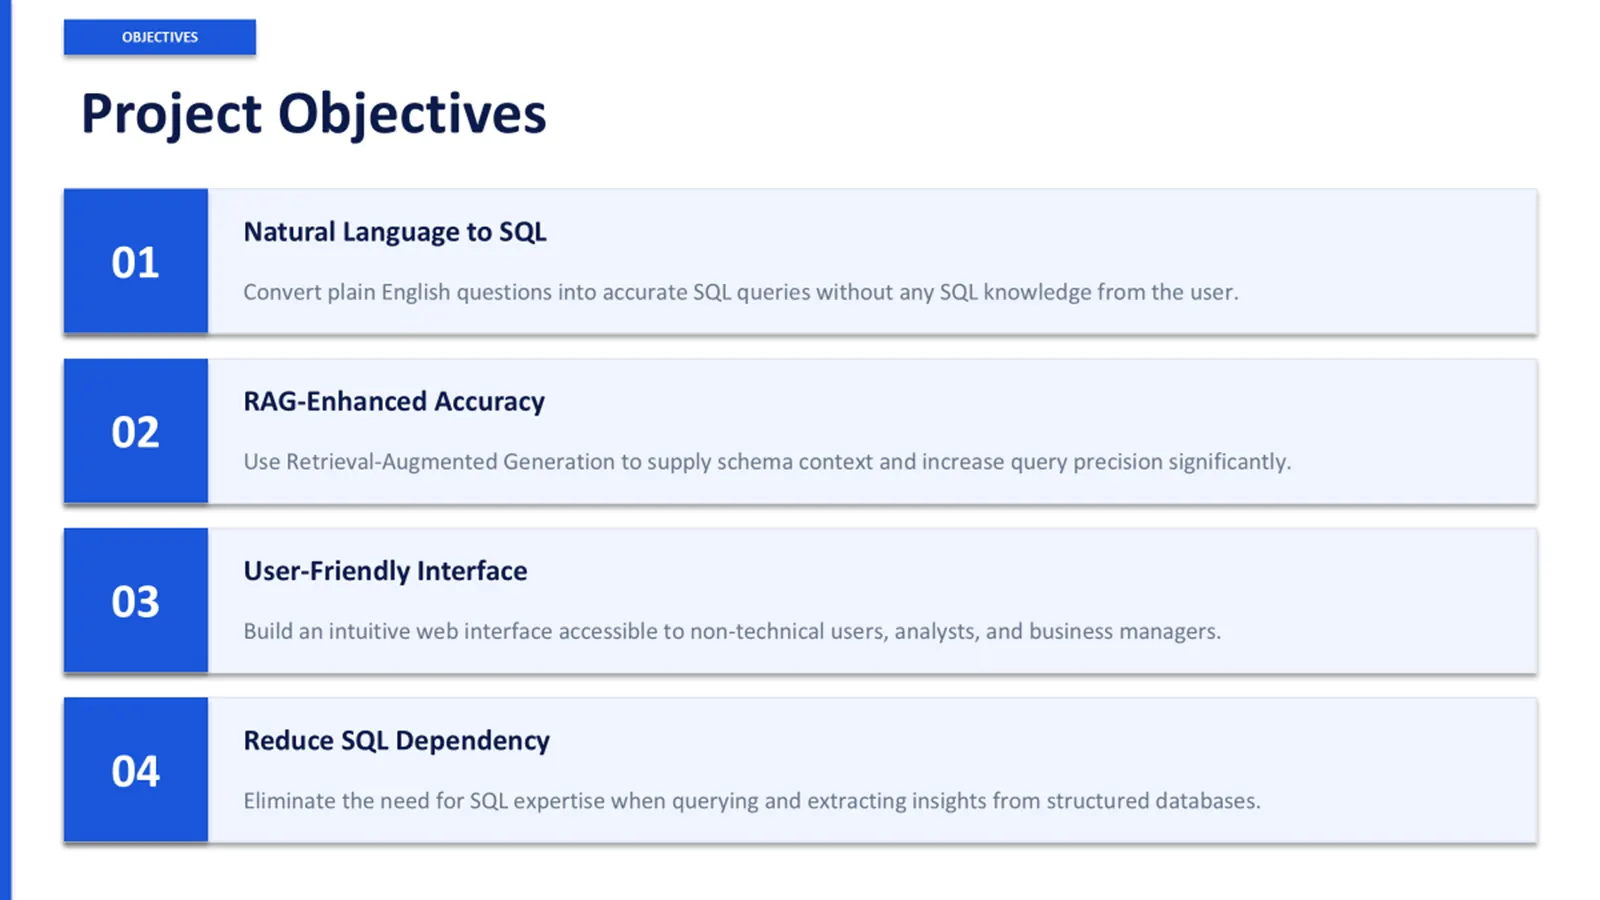 OBJECTIVES
Project Objectives
01
Natural Language to SQL
Convert plain English questions into accurate SQL queries without any SQL knowledge from the user.
02
RAG-Enhanced Accuracy
Use Retrieval-Augmented Generation to supply schema context and increase query precision significantly.
03
User-Friendly Interface
Build an intuitive web interface accessible to non-technical users, analysts, and business managers.
04
Reduce SQL Dependency
Eliminate the need for SQL expertise when querying and extracting insights from structured databases.